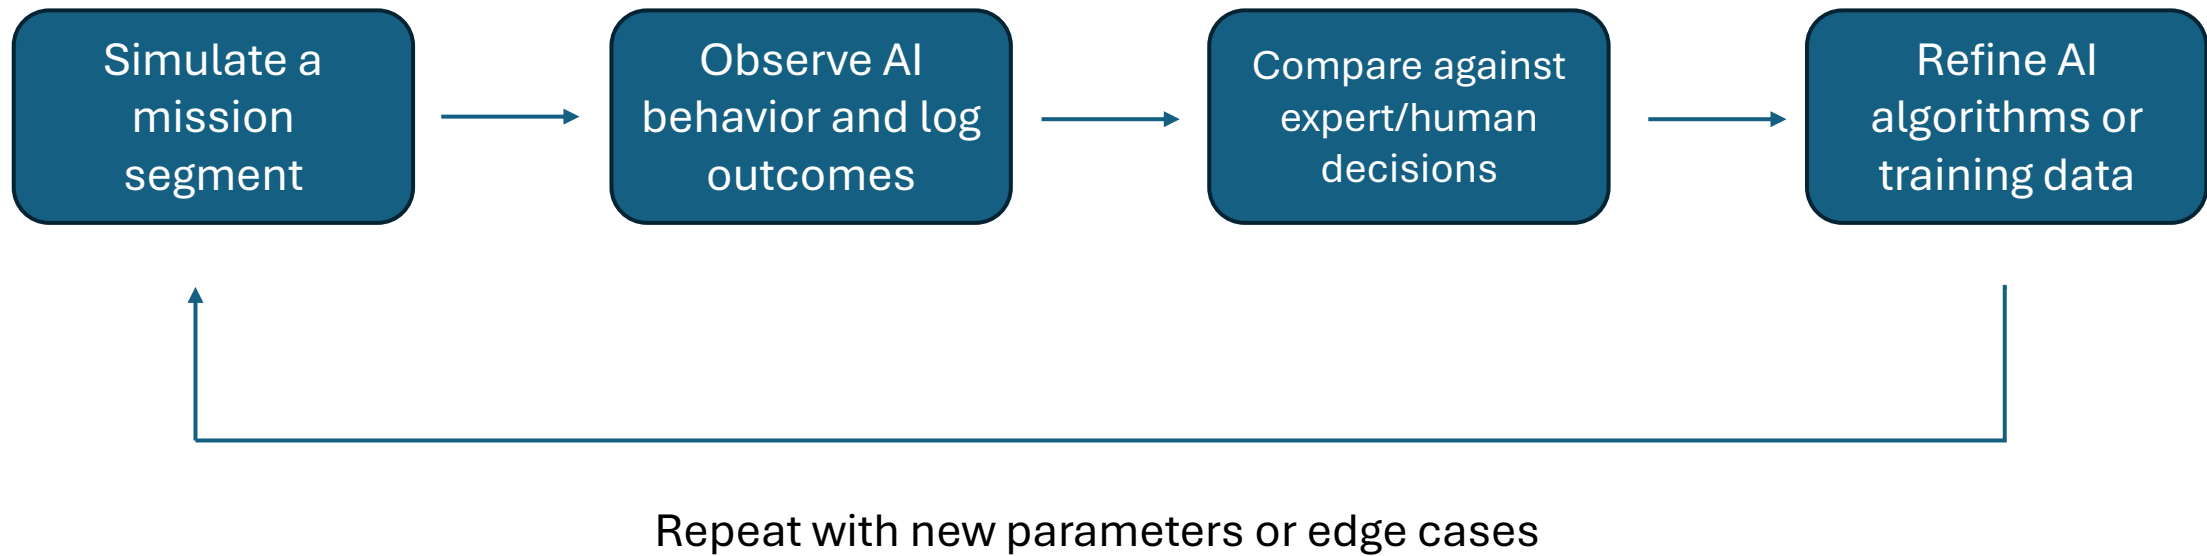 Simulate a
mission
segment
Observe AI
behavior and log
outcomes
Compare against
expert/human
decisions
Refine AI
algorithms or
training data
Repeat with new parameters or edge cases